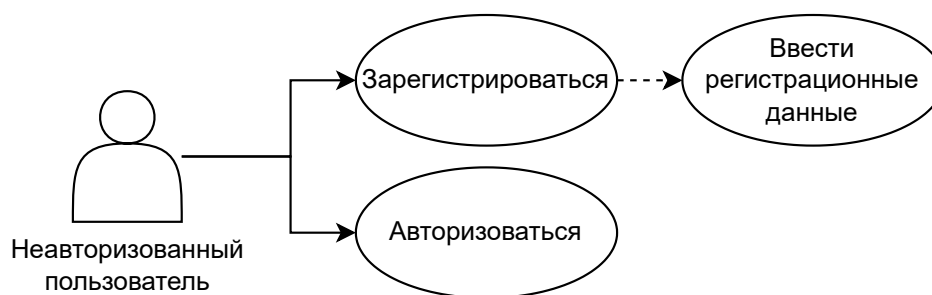 Зарегистрироваться
Ввести
регистрационные
данные
Авторизоваться
Неавторизованный
пользователь